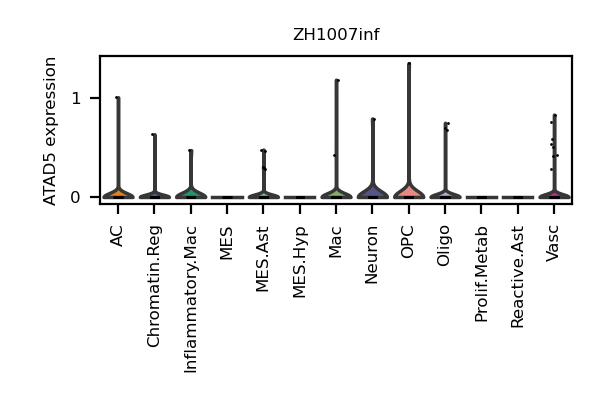 ZH1007inf
ATAD5 expression
1
0
AC
Chromatin.Reg
Inflammatory.Mac
MES
MES.Ast
MES.Hyp
Mac
Neuron
OPC
Oligo
Prolif.Metab
Reactive.Ast
Vasc